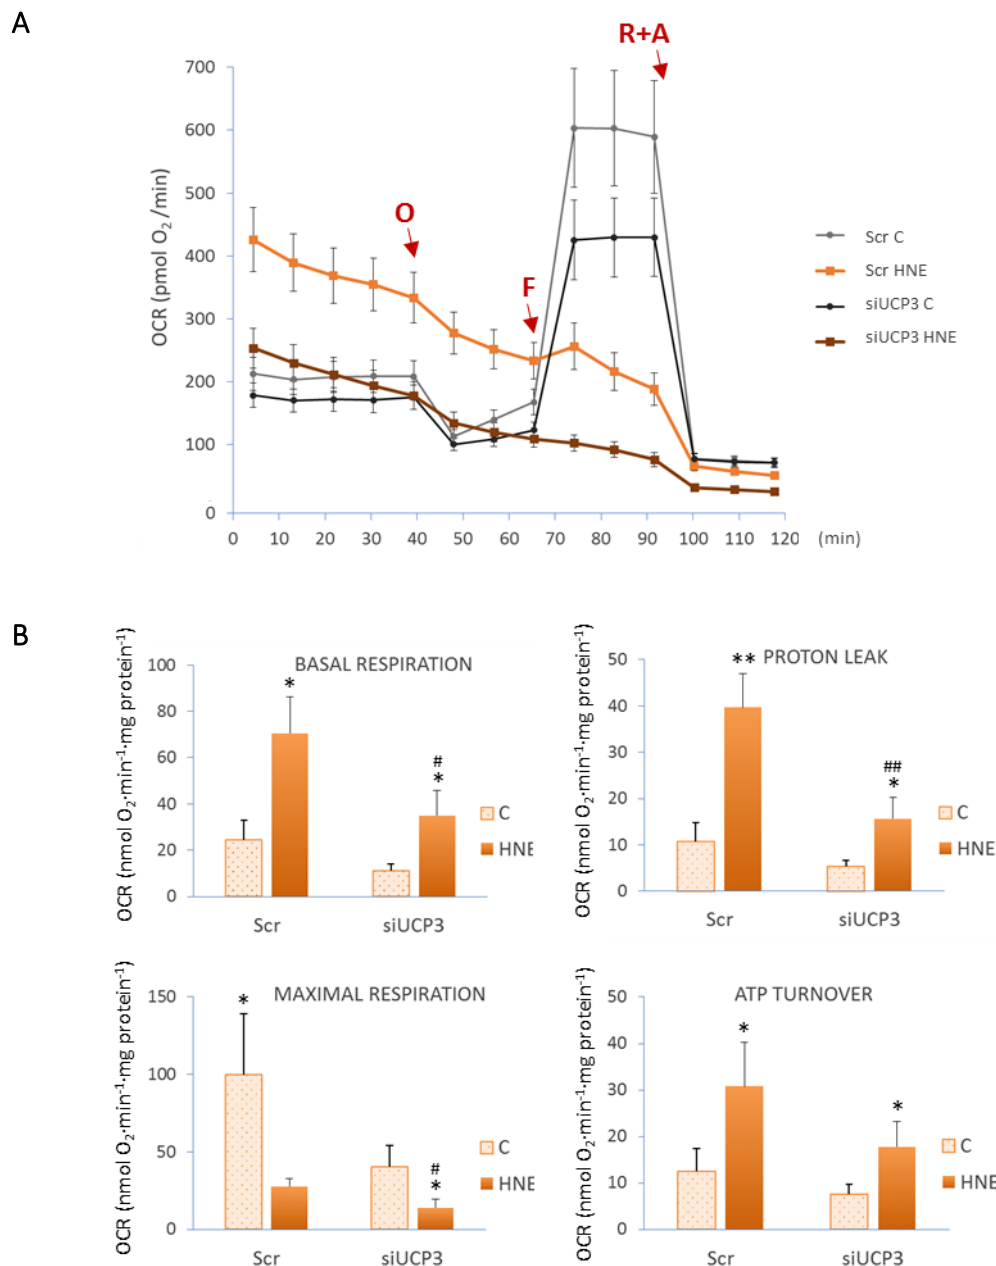 A
R+A
O
F
OCR (pmol O2 /min)
700
600
500
400
300
200
100
0
0 10 20 30 40 50 60 70 80 90 100 110 120 (min)
Scr C
Scr HNE
siUCP3 C
siUCP3 HNE
B
BASAL RESPIRATION
OCR (nmol O2·min-1·mg protein-1)
100
80
60
40
20
0
*
#
*
Scr siUCP3
C
HNE
PROTON LEAK
OCR (nmol O2·min-1·mg protein-1)
50
40
30
20
10
0
**
##
*
Scr siUCP3
C
HNE
MAXIMAL RESPIRATION
OCR (nmol O2·min-1·mg protein-1)
150
100
50
0
*
#
*
Scr siUCP3
C
HNE
ATP TURNOVER
OCR (nmol O2·min-1·mg protein-1)
50
40
30
20
10
0
*
*
Scr siUCP3
C
HNE